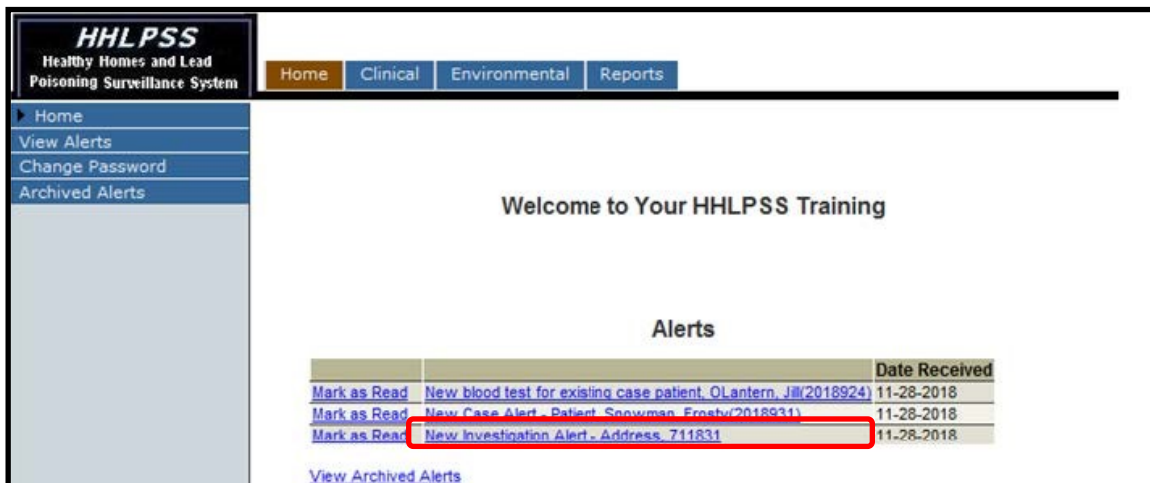 HHLPSS
Healthy Homes and Lead
Poisoning Surveillance System
Home Clinical Environmental Reports
Home
View Alerts
Change Password
Archived Alerts
Welcome to Your HHLPSS Training
Alerts
Date Received
Mark as Read New blood test for existing case patient, OLantern, Jill(2018924) 11-28-2018
Mark as Read New Case Alert - Patient, Snowman, Frosty(2018931) 11-28-2018
Mark as Read New Investigation Alert - Address, 711831 11-28-2018
View Archived Alerts